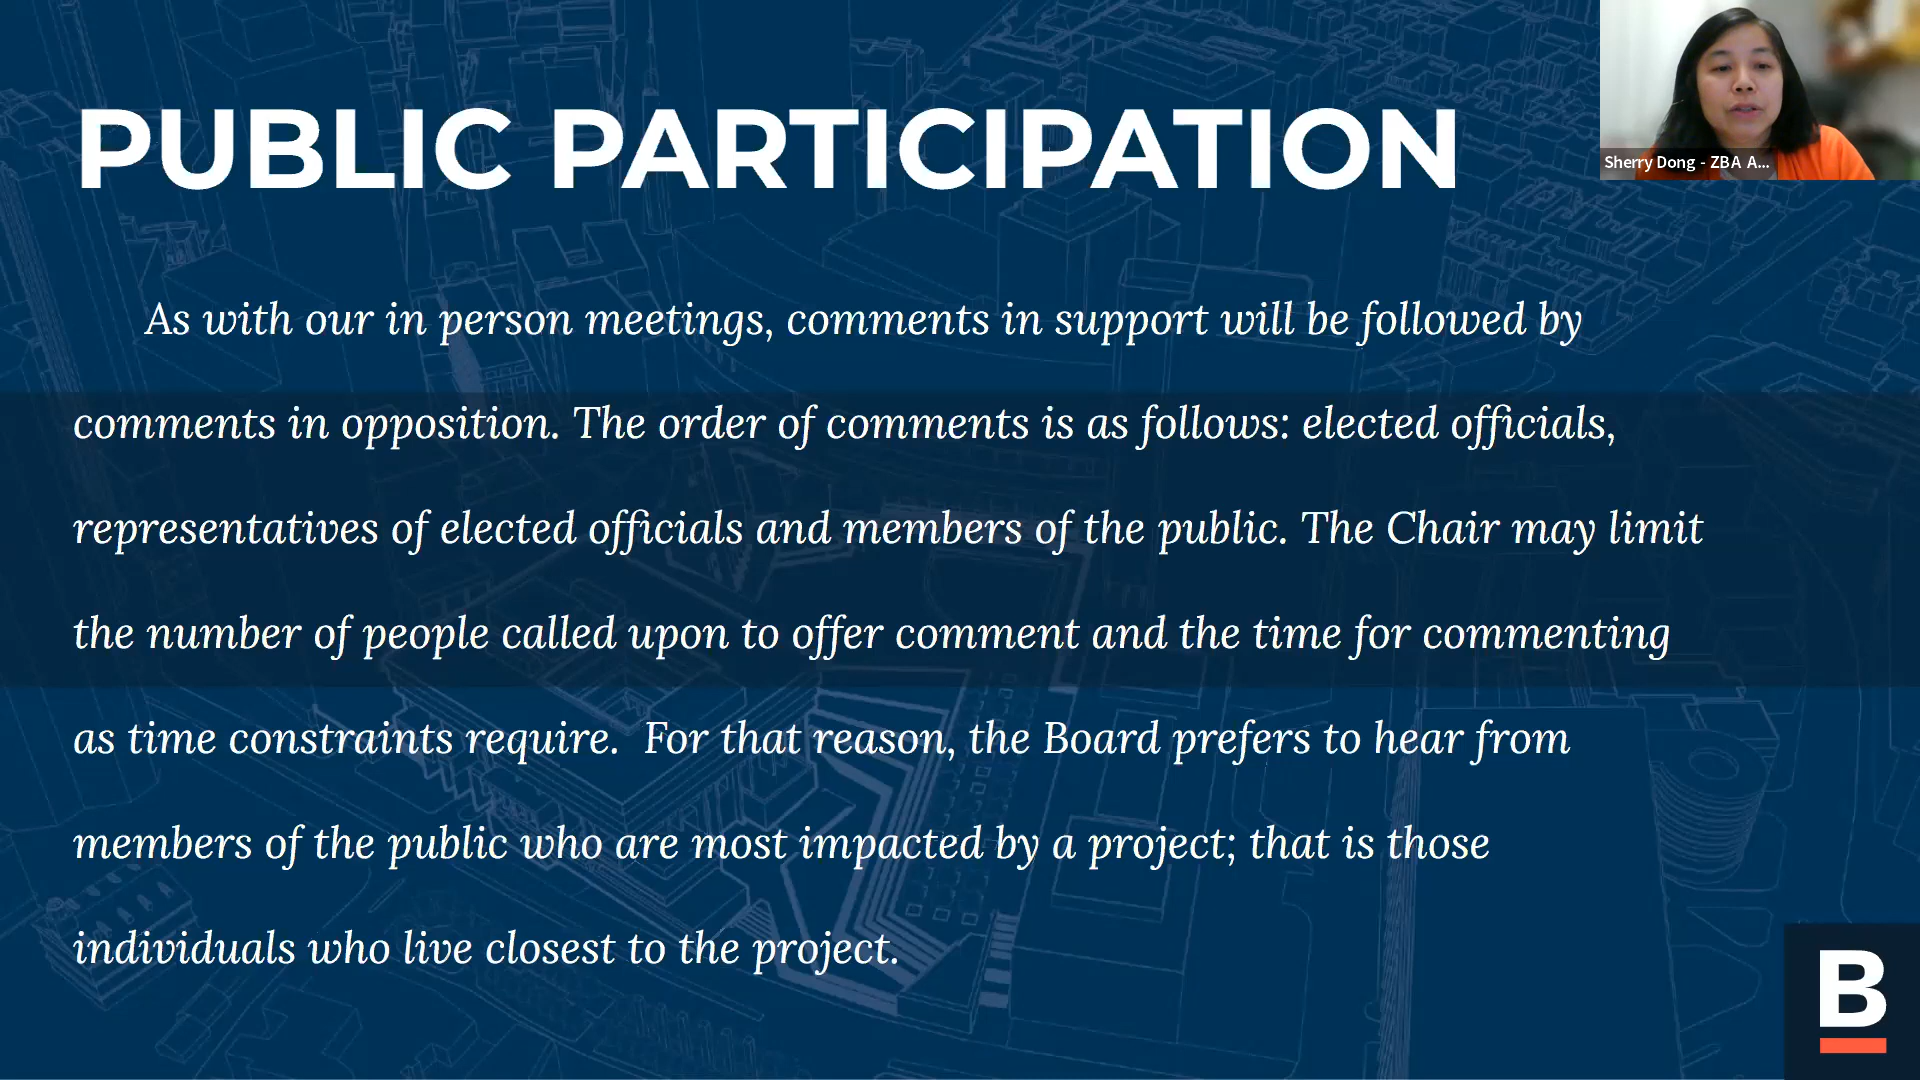 PUBLIC PARTICIPATION
Sherry Dong - ZBA A...
As with our in person meetings, comments in support will be followed by
comments in opposition. The order of comments is as follows: elected officials,
representatives of elected officials and members of the public. The Chair may limit
the number of people called upon to offer comment and the time for commenting
as time constraints require.  For that reason, the Board prefers to hear from
members of the public who are most impacted by a project; that is those
individuals who live closest to the project.
B